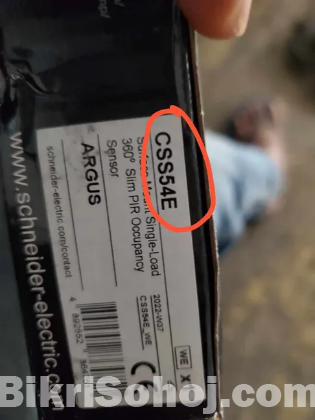 www.schneider-electric.com
CSS54E
Surface Mount Single-Load
360° Slim PIR Occupancy
Sensor
ARGUS
schneider-electric.com/contact
2022-W37
CSS54E_WE
WE
X
CE
BikriSohoj.com